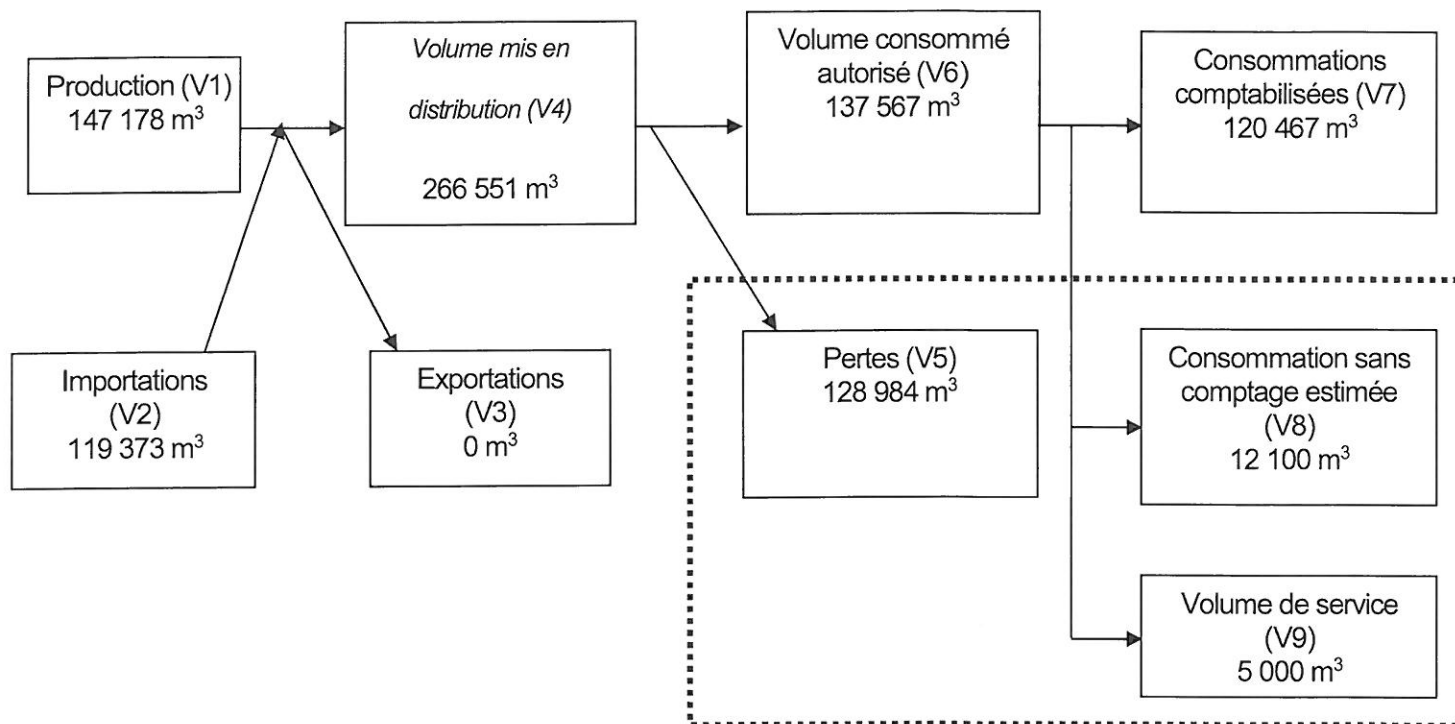 Production (V1)
147 178 m³
Volume mis en
distribution (V4)
266 551 m³
Volume consommé
autorisé (V6)
137 567 m³
Consommations
comptabilisées (V7)
120 467 m³
Importations
(V2)
119 373 m³
Exportations
(V3)
0 m³
Pertes (V5)
128 984 m³
Consommation sans
comptage estimée
(V8)
12 100 m³
Volume de service
(V9)
5 000 m³